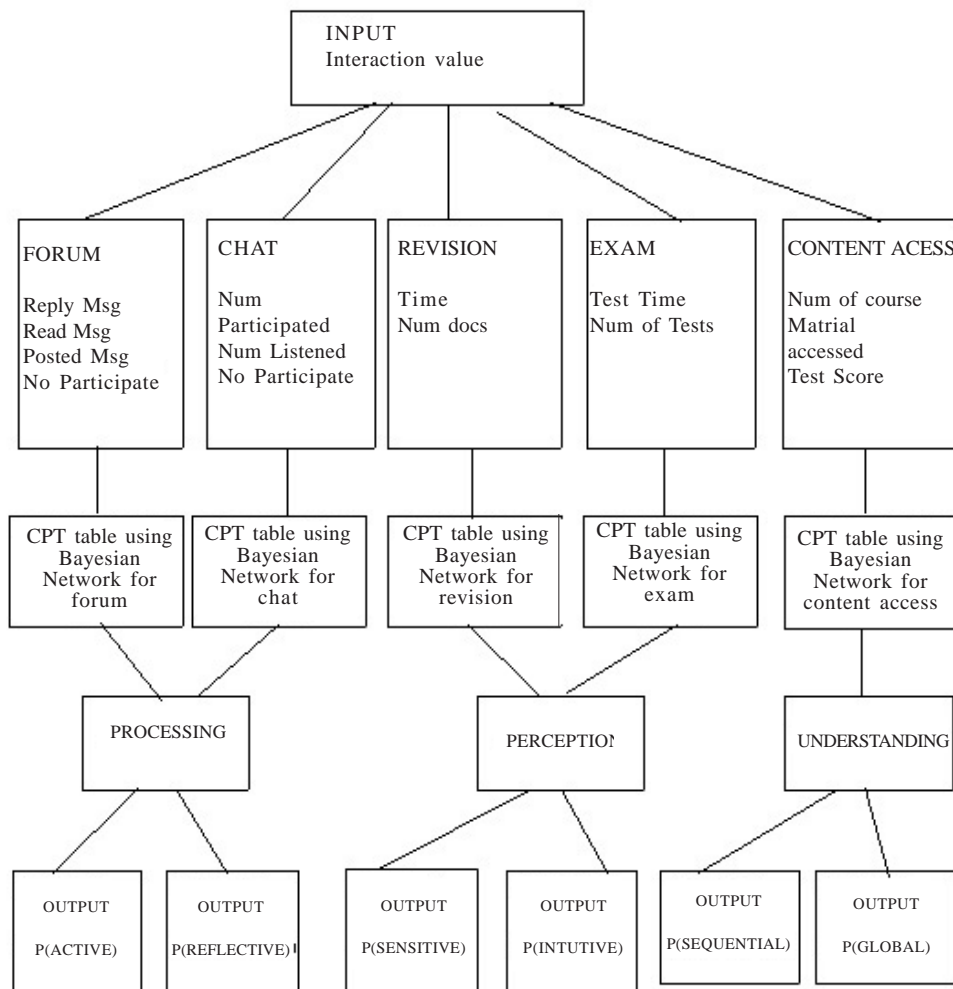 INPUT
Interaction value
FORUM
Reply Msg
Read Msg
Posted Msg
No Participate
CHAT
Num
Participated
Num Listened
No Participate
REVISION
Time
Num docs
EXAM
Test Time
Num of Tests
CONTENT ACESS
Num of course
Matrial
accessed
Test Score
CPT table using
Bayesian
Network for
forum
CPT table using
Bayesian
Network for
chat
CPT table using
Bayesian
Network for
revision
CPT table using
Bayesian
Network for
exam
CPT table using
Bayesian
Network for
content access
PROCESSING
PERCEPTION
UNDERSTANDING
OUTPUT
P(ACTIVE)
OUTPUT
P(REFLECTIVE)
OUTPUT
P(SENSITIVE)
OUTPUT
P(INTUTIVE)
OUTPUT
P(SEQUENTIAL)
OUTPUT
P(GLOBAL)